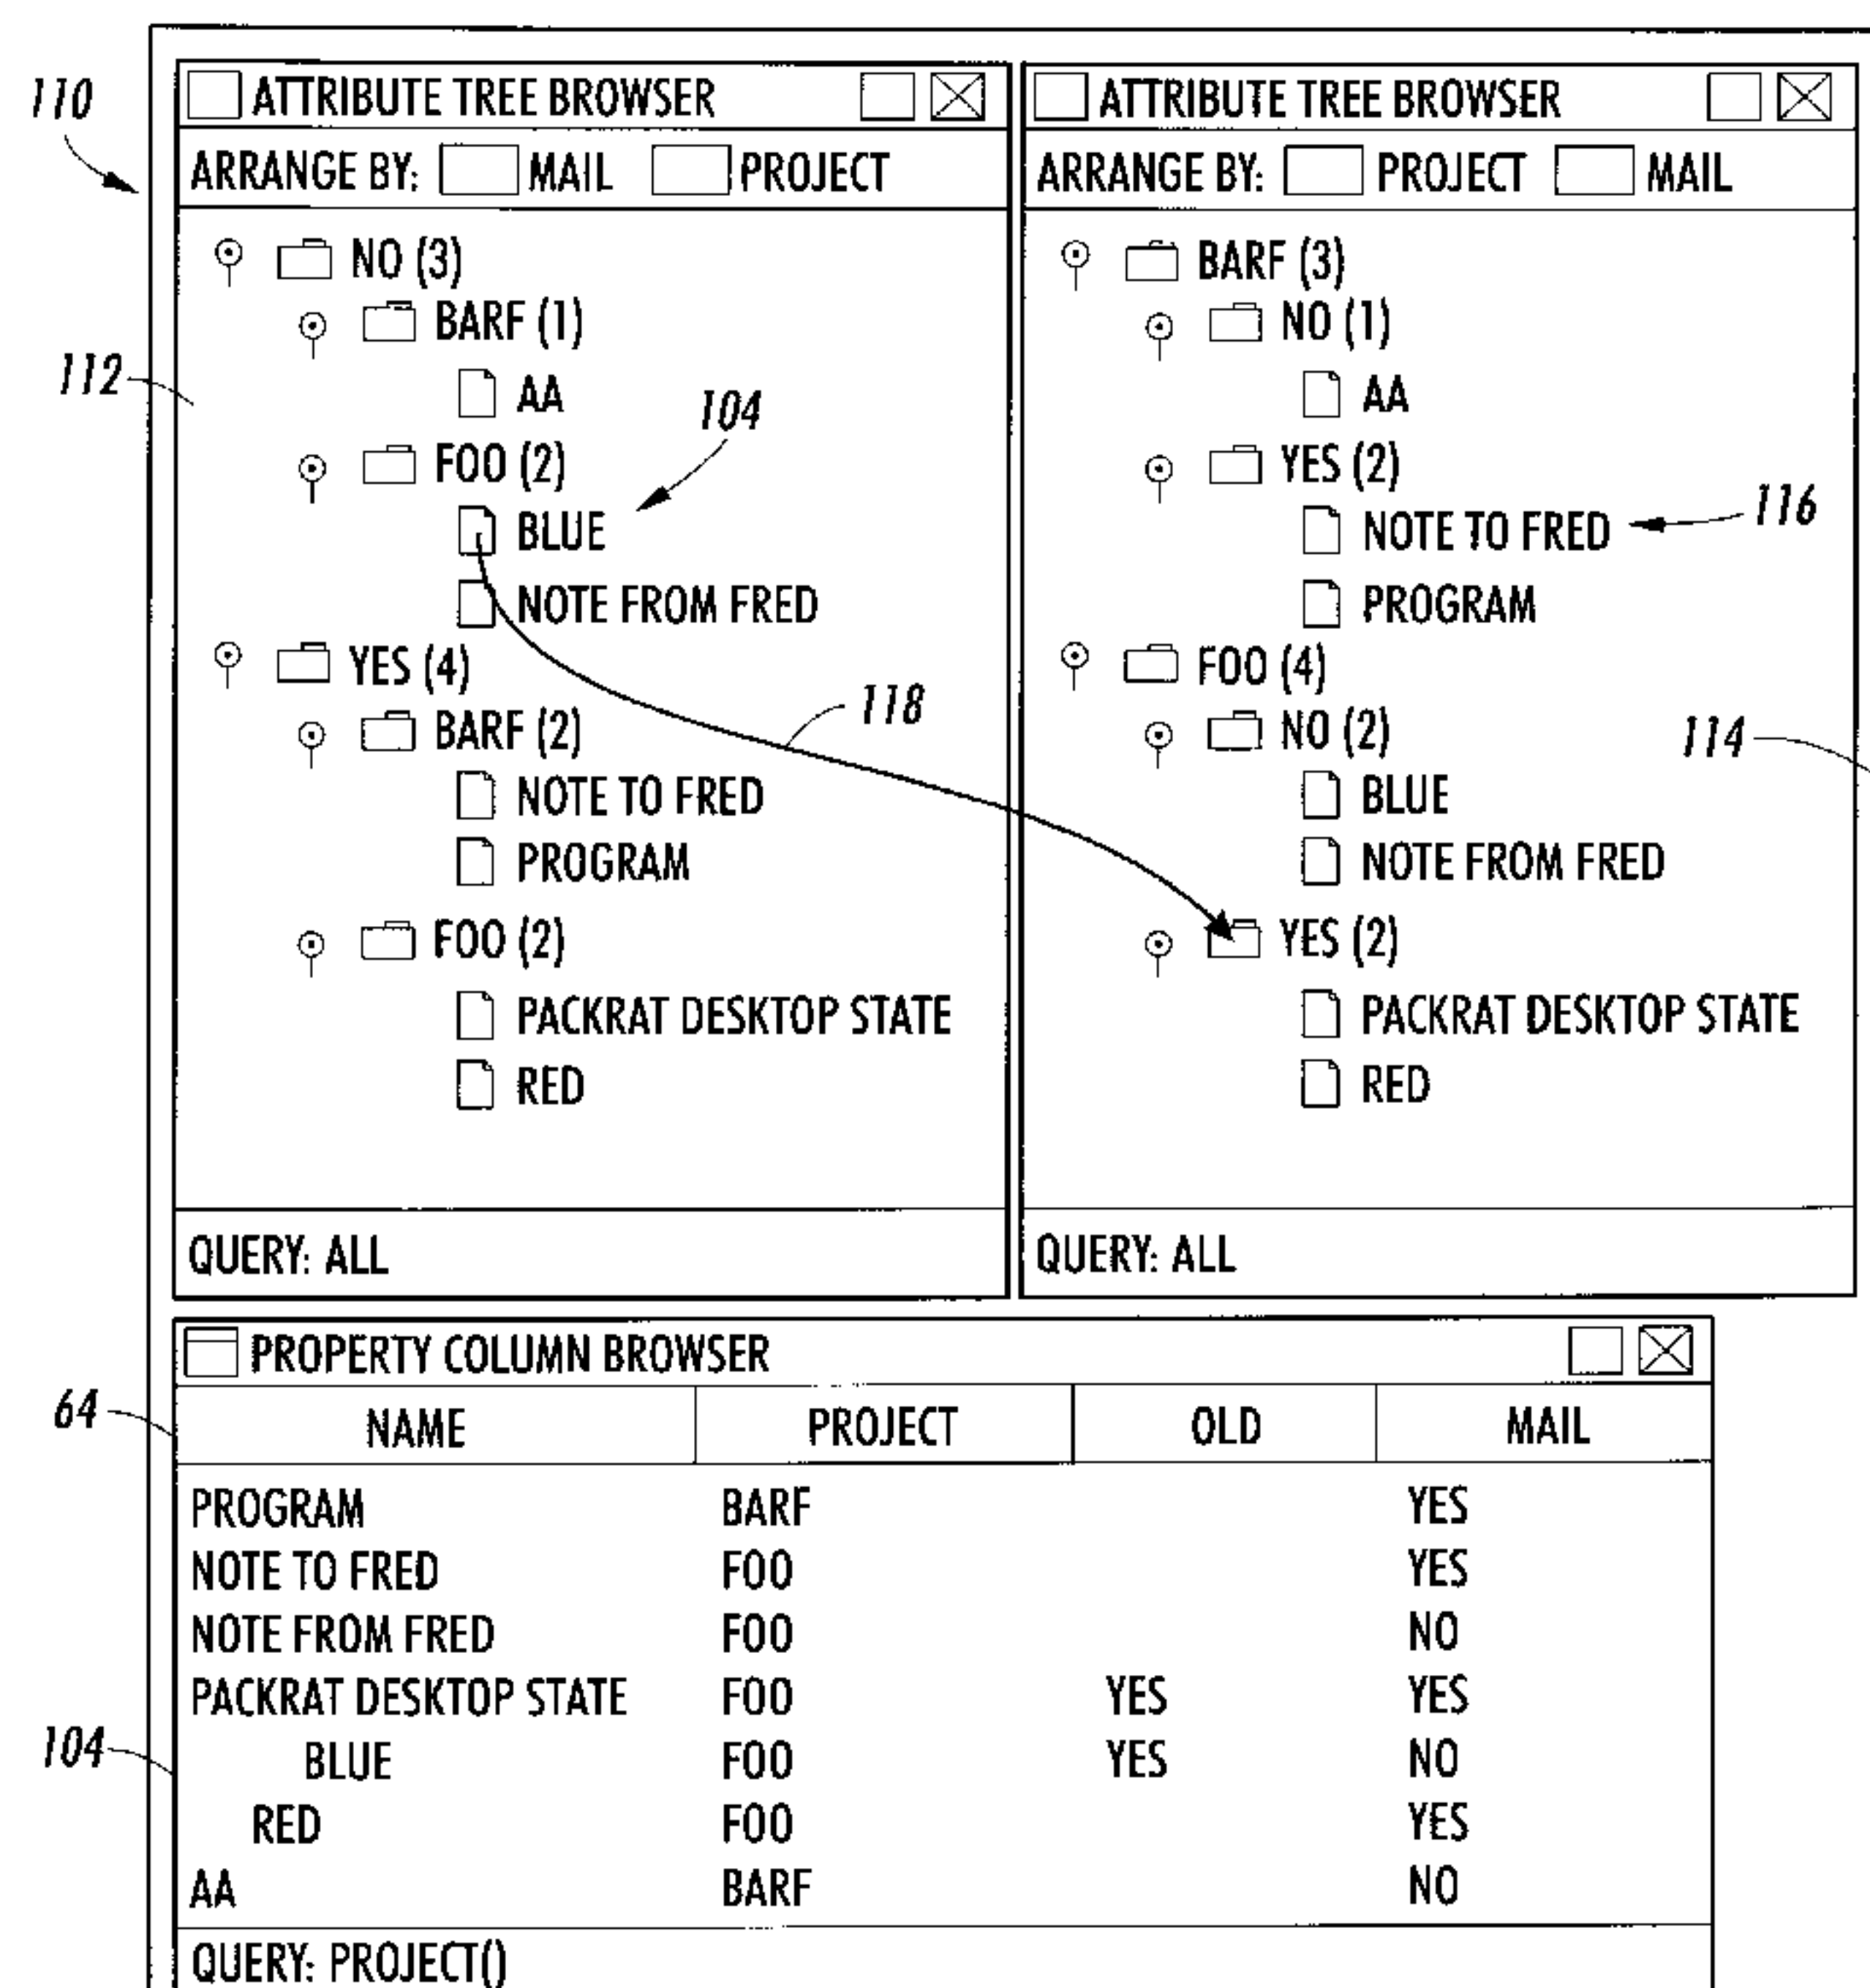 110
ATTRIBUTE TREE BROWSER
ARRANGE BY: MAIL PROJECT
NO (3)
BARF (1)
112
AA
104
FOO (2)
BLUE
NOTE FROM FRED
YES (4)
118
BARF (2)
NOTE TO FRED
PROGRAM
FOO (2)
PACKRAT DESKTOP STATE
RED
QUERY: ALL
ATTRIBUTE TREE BROWSER
ARRANGE BY: PROJECT MAIL
BARF (3)
NO (1)
AA
YES (2)
116
NOTE TO FRED
PROGRAM
FOO (4)
NO (2)
114
BLUE
NOTE FROM FRED
YES (2)
PACKRAT DESKTOP STATE
RED
QUERY: ALL
PROPERTY COLUMN BROWSER
64
NAME PROJECT OLD MAIL
PROGRAM BARF YES
NOTE TO FRED FOO YES
NOTE FROM FRED FOO NO
PACKRAT DESKTOP STATE FOO YES YES
104
BLUE FOO YES NO
RED FOO YES
AA BARF NO
QUERY: PROJECT()